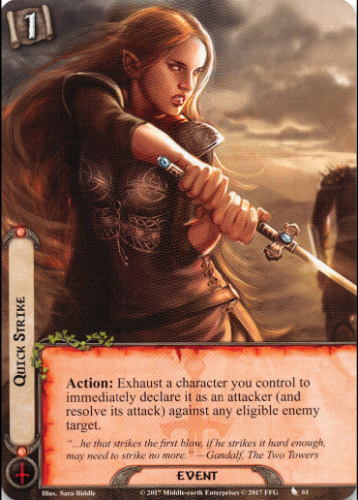 1
QUICK STRIKE
Action: Exhaust a character you control to
immediately declare it as an attacker (and
resolve its attack) against any eligible enemy
target.
“...he that strikes the first blow, if he strikes it hard enough,
may need to strike no more.” —Gandalf, The Two Towers
EVENT
Illus. Sara Biddle
© 2017 Middle-earth Enterprises © 2017 FFG
61